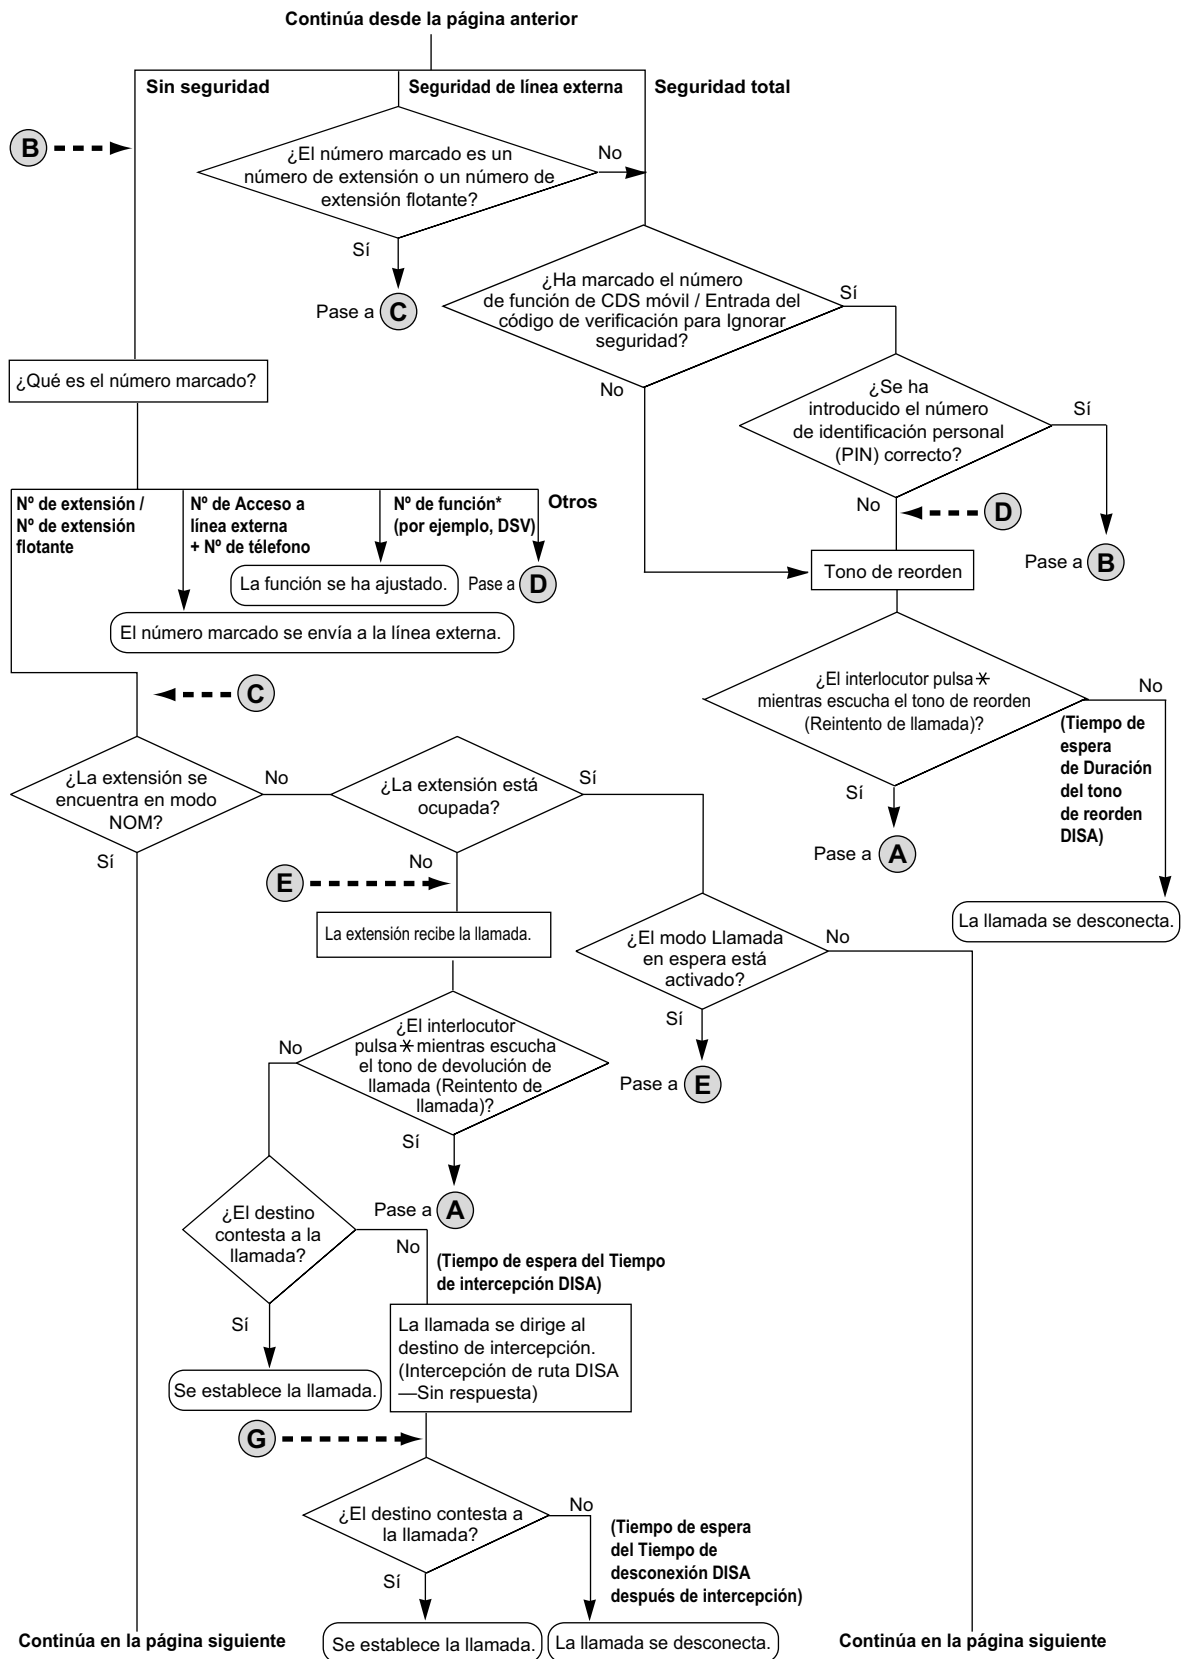 Continúa desde la página anterior
Sin seguridad
Seguridad de línea externa
Seguridad total
B
¿El número marcado es un
número de extensión o un número de
extensión flotante?
No
Sí
Pase a C
¿Ha marcado el número
de función de CDS móvil / Entrada del
código de verificación para Ignorar
seguridad?
Sí
No
¿Qué es el número marcado?
¿Se ha
introducido el número
de identificación personal
(PIN) correcto?
Sí
No
D
Pase a B
Nº de extensión /
Nº de extensión
flotante
Nº de Acceso a
línea externa
+ Nº de télefono
Nº de función*
(por ejemplo, DSV)
Otros
La función se ha ajustado.
Pase a D
El número marcado se envía a la línea externa.
Tono de reorden
C
¿El interlocutor pulsa *
mientras escucha el tono de reorden
(Reintento de llamada)?
No
(Tiempo de
espera
de Duración
del tono
de reorden
DISA)
Sí
Pase a A
La llamada se desconecta.
¿La extensión se
encuentra en modo
NOM?
No
Sí
¿La extensión está
ocupada?
Sí
No
E
La extensión recibe la llamada.
¿El modo Llamada
en espera está
activado?
No
Sí
Pase a E
¿El interlocutor
pulsa * mientras escucha
el tono de devolución de
llamada (Reintento de
llamada)?
No
Sí
Pase a A
¿El destino
contesta a la
llamada?
No
(Tiempo de espera del Tiempo
de intercepción DISA)
Sí
Se establece la llamada.
La llamada se dirige al
destino de intercepción.
(Intercepción de ruta DISA
—Sin respuesta)
G
¿El destino contesta a
la llamada?
No
(Tiempo de espera
del Tiempo de
desconexión DISA
después de intercepción)
Sí
Se establece la llamada.
La llamada se desconecta.
Continúa en la página siguiente
Continúa en la página siguiente